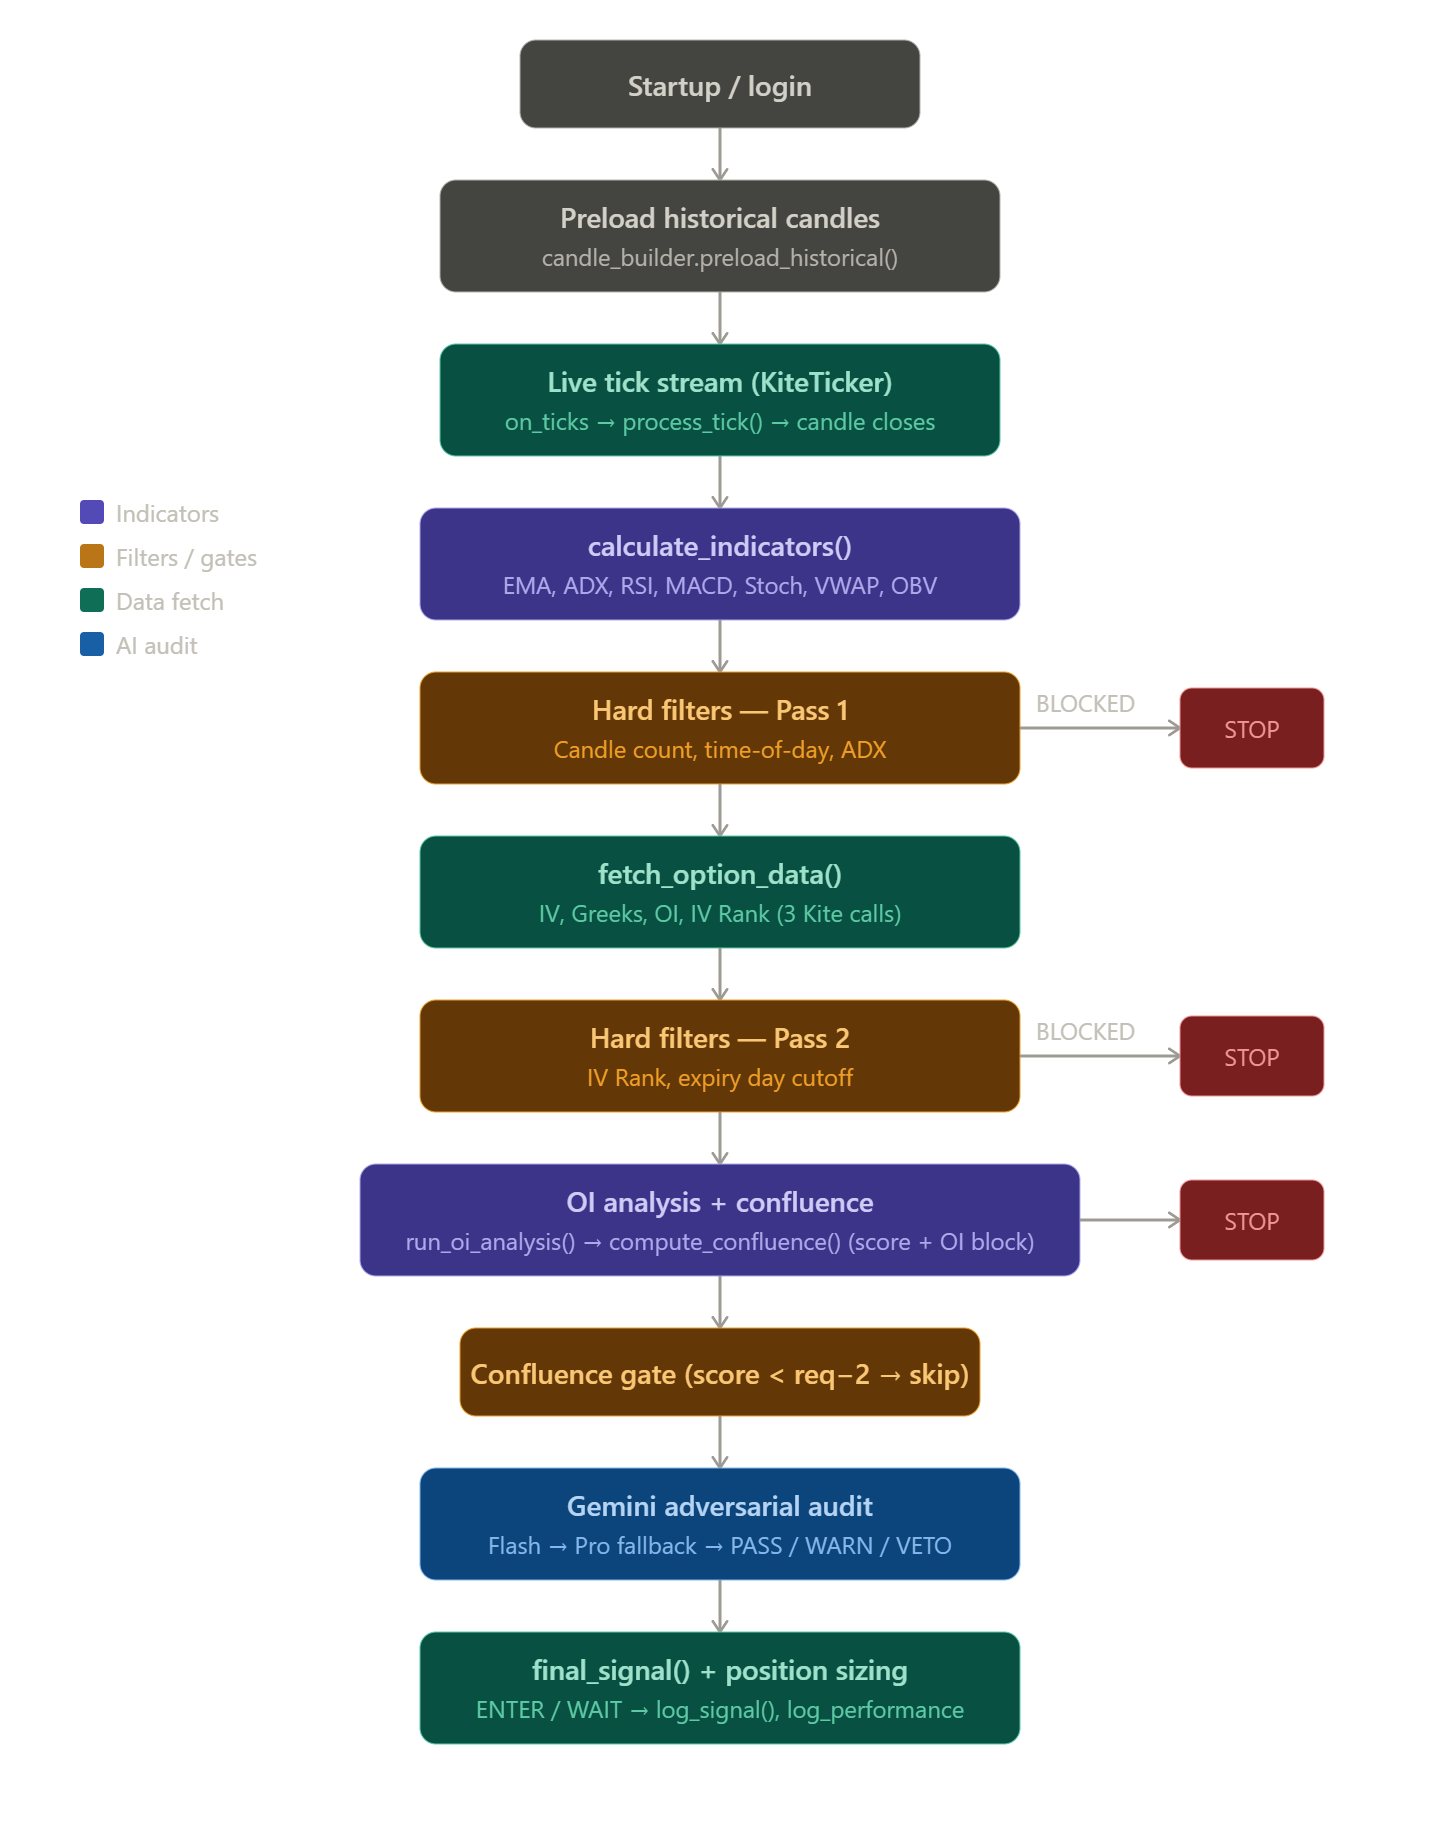 Startup / login
Preload historical candles
candle_builder.preload_historical()
Live tick stream (KiteTicker)
on_ticks → process_tick() → candle closes
Indicators
Filters / gates
Data fetch
AI audit
calculate_indicators()
EMA, ADX, RSI, MACD, Stoch, VWAP, OBV
Hard filters — Pass 1
Candle count, time-of-day, ADX
BLOCKED
STOP
fetch_option_data()
IV, Greeks, OI, IV Rank (3 Kite calls)
Hard filters — Pass 2
IV Rank, expiry day cutoff
BLOCKED
STOP
OI analysis + confluence
run_oi_analysis() → compute_confluence() (score + OI block)
STOP
Confluence gate (score < req−2 → skip)
Gemini adversarial audit
Flash → Pro fallback → PASS / WARN / VETO
final_signal() + position sizing
ENTER / WAIT → log_signal(), log_performance